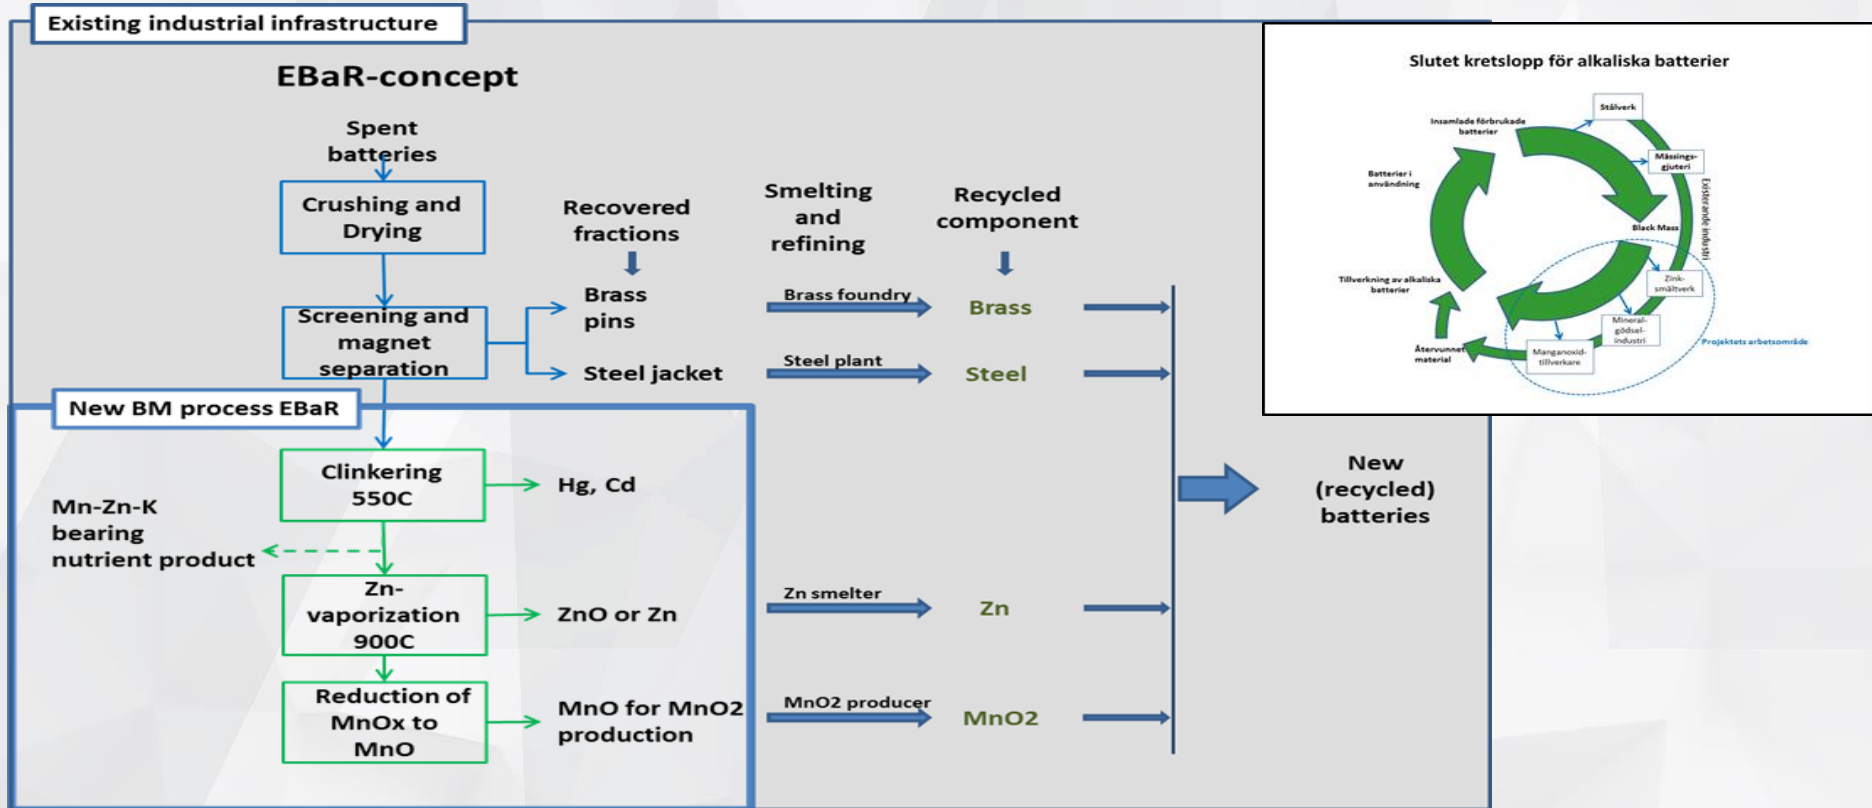 Existing industrial infrastructure
EBaR-concept
Spent
batteries
Crushing and
Drying
Screening and
magnet
separation
Recovered
fractions
Brass
pins
Steel jacket
Smelting
and
refining
Brass foundry
Steel plant
Recycled
component
Brass
Steel
New BM process EBaR
Clinkering
550C
Hg, Cd
Mn-Zn-K
bearing
nutrient product
Zn-
vaporization
900C
ZnO or Zn
Zn smelter
Zn
Reduction of
MnOx to
MnO
MnO for MnO2
production
MnO2 producer
MnO2
New
(recycled)
batteries
Slutet kretslopp för alkaliska batterier
Stålverk
Insamlade förbrukade
batterier
Mässings-
gjuteri
Batterier i
användning
Existerande industri
Black Mass
Zink-
smältverk
Tillverkning av alkaliska
batterier
Mineral-
gödsel-
industri
Projektets arbetsområde
Återvunnet
material
Manganoxid-
tillverkare